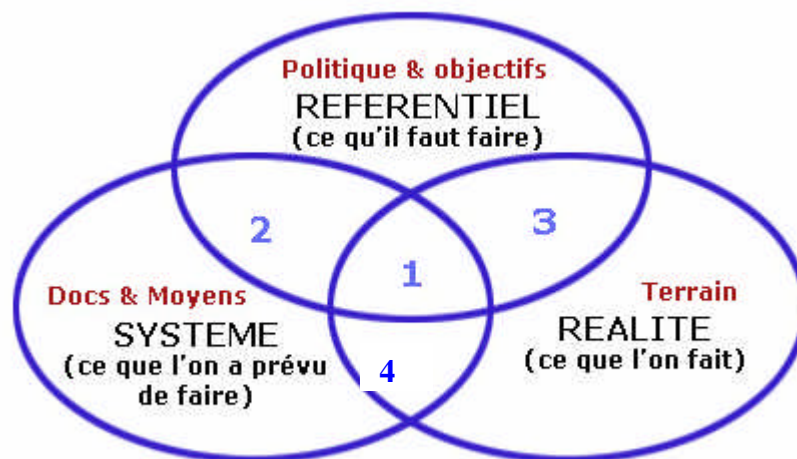 Politique & objectifs
REFERENTIEL
(ce qu'il faut faire)
2
3
1
Docs & Moyens
SYSTEME
(ce que l'on a prévu
de faire)
Terrain
REALITE
(ce que l'on fait)
4